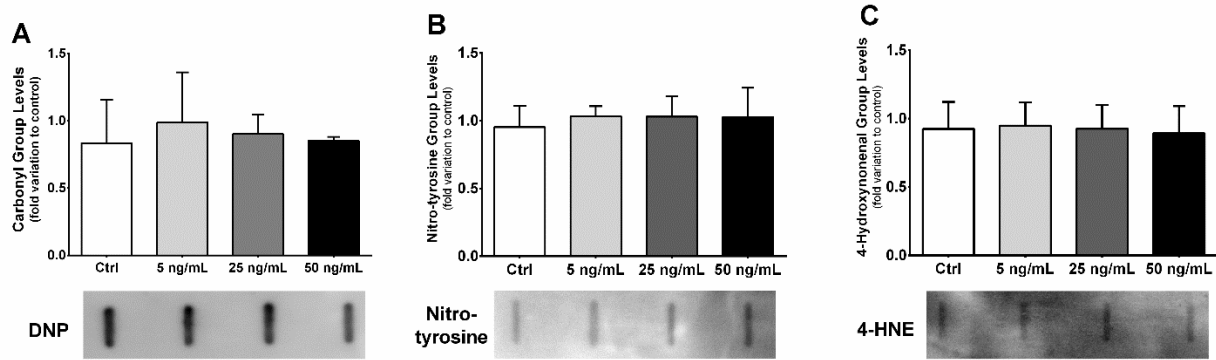 A
Carbonyl Group Levels
(fold variation to control)
1.5
1.0
0.5
0.0
Ctrl 5 ng/mL 25 ng/mL 50 ng/mL
DNP
B
Nitro-tyrosine Group Levels
(fold variation to control)
1.5
1.0
0.5
0.0
Ctrl 5 ng/mL 25 ng/mL 50 ng/mL
Nitro-
tyrosine
C
4-Hydroxynonenal Group Levels
(fold variation to control)
1.5
1.0
0.5
0.0
Ctrl 5 ng/mL 25 ng/mL 50 ng/mL
4-HNE